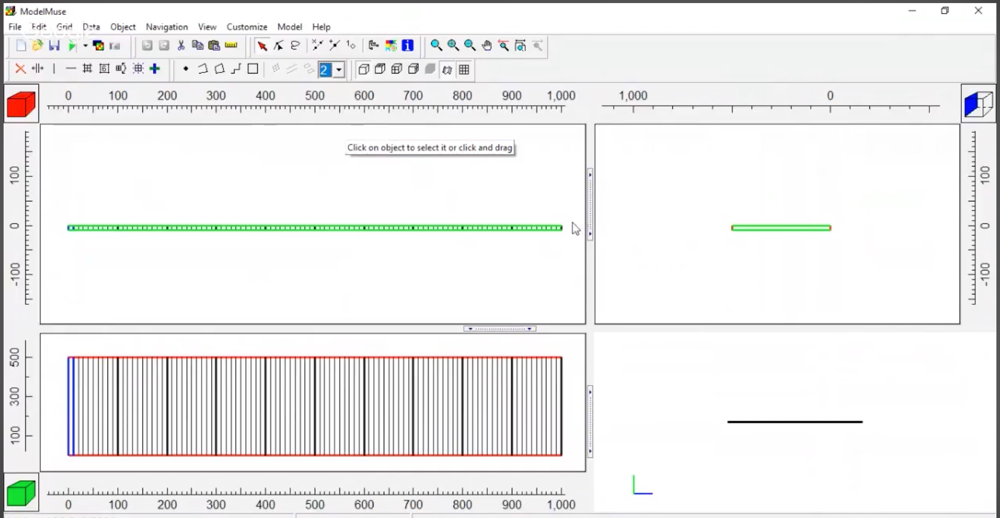 ModelMuse
File Edit Grid Data Object Navigation View Customize Model Help
2
0 100 200 300 400 500 600 700 800 900 1,000
1,000 0
Click on object to select it or click and drag
100
0
-100
100
0
-100
500
300
100
0 100 200 300 400 500 600 700 800 900 1,000